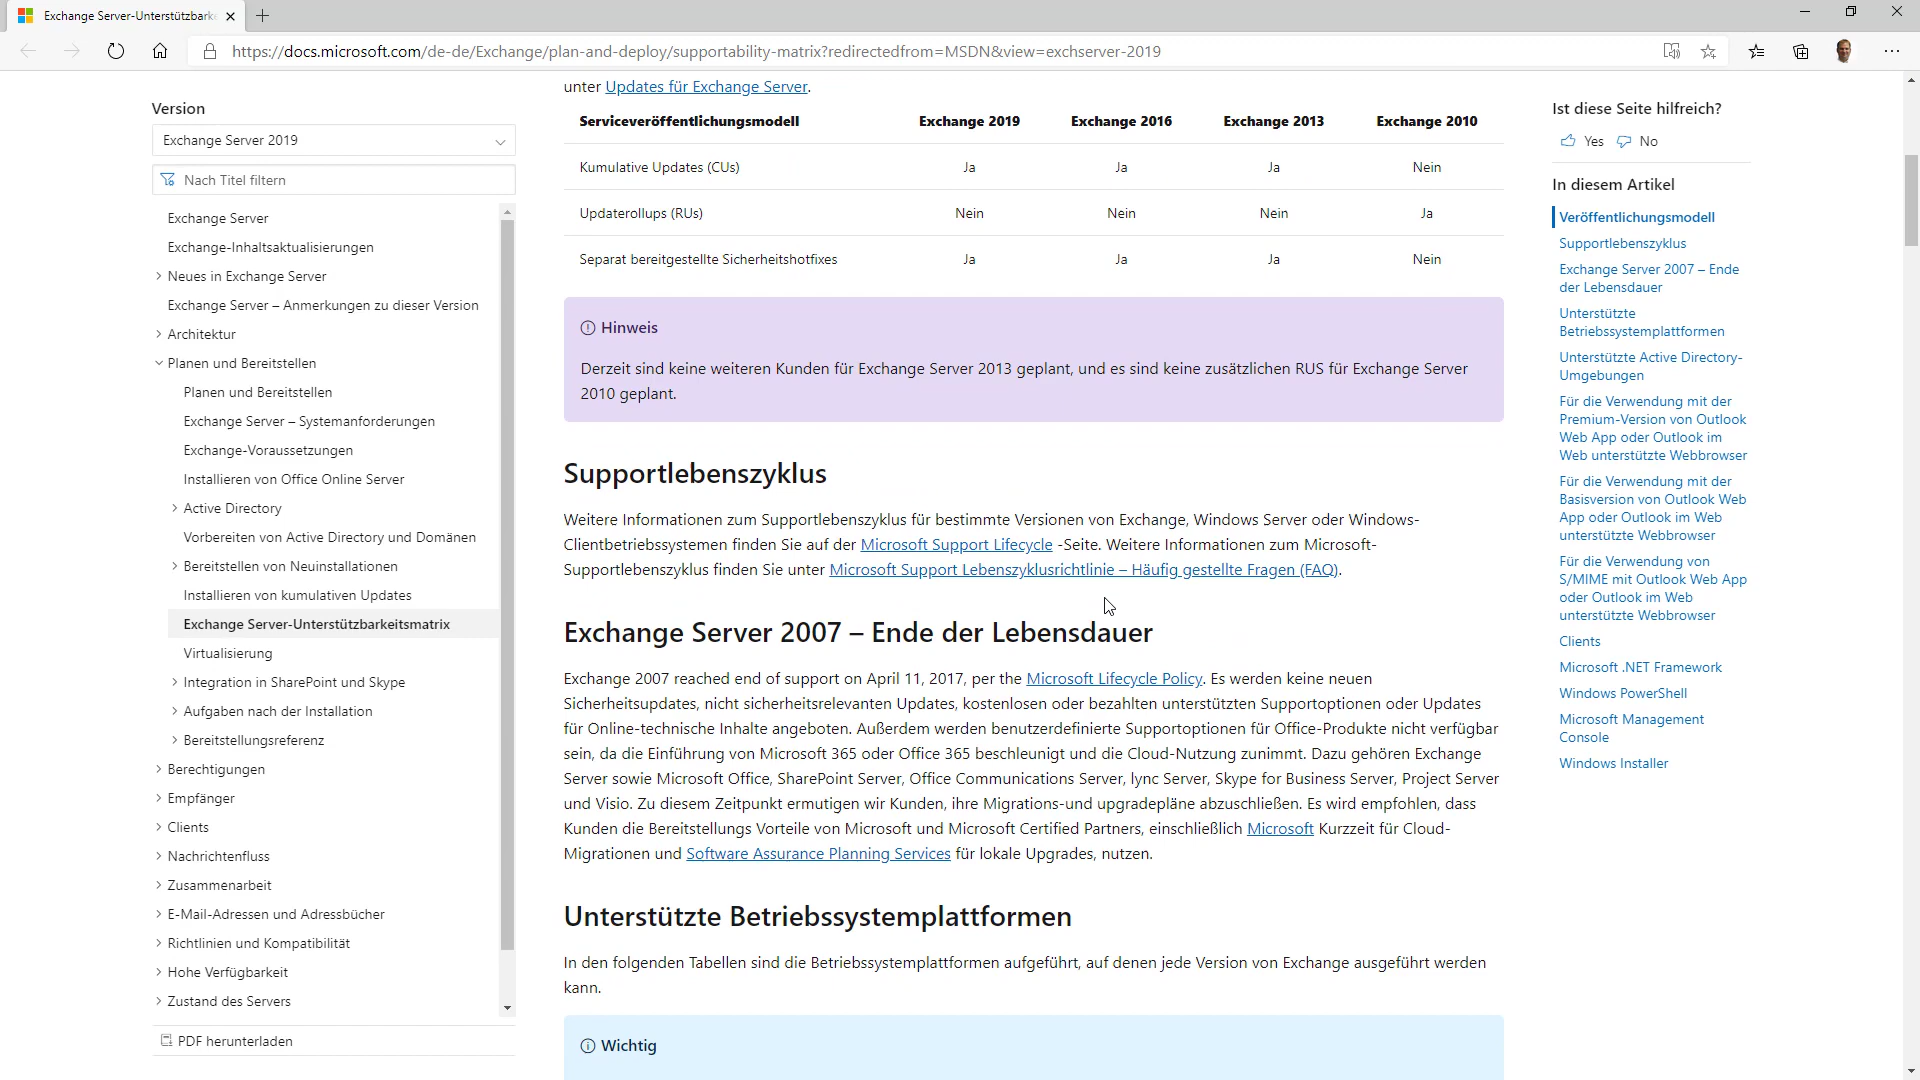 Exchange Server-Unterstützbark
https://docs.microsoft.com/de-de/Exchange/plan-and-deploy/supportability-matrix?redirectedfrom=MSDN&view=exchserver-2019
Version
Exchange Server 2019
Nach Titel filtern
Exchange Server
Exchange-Inhaltsaktualisierungen
Neues in Exchange Server
Exchange Server – Anmerkungen zu dieser Version
Architektur
Planen und Bereitstellen
Planen und Bereitstellen
Exchange Server – Systemanforderungen
Exchange-Voraussetzungen
Installieren von Office Online Server
Active Directory
Vorbereiten von Active Directory und Domänen
Bereitstellen von Neuinstallationen
Installieren von kumulativen Updates
Exchange Server-Unterstützbarkeitsmatrix
Virtualisierung
Integration in SharePoint und Skype
Aufgaben nach der Installation
Bereitstellungsreferenz
Berechtigungen
Empfänger
Clients
Nachrichtenfluss
Zusammenarbeit
E-Mail-Adressen und Adressbücher
Richtlinien und Kompatibilität
Hohe Verfügbarkeit
Zustand des Servers
PDF herunterladen
unter Updates für Exchange Server.
Serviceveröffentlichungsmodell Exchange 2019 Exchange 2016 Exchange 2013 Exchange 2010
Kumulative Updates (CUs) Ja Ja Ja Nein
Updaterollups (RUs) Nein Nein Nein Ja
Separat bereitgestellte Sicherheitshotfixes Ja Ja Ja Nein
Hinweis
Derzeit sind keine weiteren Kunden für Exchange Server 2013 geplant, und es sind keine zusätzlichen RUS für Exchange Server
2010 geplant.
Supportlebenszyklus
Weitere Informationen zum Supportlebenszyklus für bestimmte Versionen von Exchange, Windows Server oder Windows-
Clientbetriebssystemen finden Sie auf der Microsoft Support Lifecycle -Seite. Weitere Informationen zum Microsoft-
Supportlebenszyklus finden Sie unter Microsoft Support Lebenszyklusrichtlinie – Häufig gestellte Fragen (FAQ).
Exchange Server 2007 – Ende der Lebensdauer
Exchange 2007 reached end of support on April 11, 2017, per the Microsoft Lifecycle Policy. Es werden keine neuen
Sicherheitsupdates, nicht sicherheitsrelevanten Updates, kostenlosen oder bezahlten unterstützten Supportoptionen oder Updates
für Online-technische Inhalte angeboten. Außerdem werden benutzerdefinierte Supportoptionen für Office-Produkte nicht verfügbar
sein, da die Einführung von Microsoft 365 oder Office 365 beschleunigt und die Cloud-Nutzung zunimmt. Dazu gehören Exchange
Server sowie Microsoft Office, SharePoint Server, Office Communications Server, lync Server, Skype for Business Server, Project Server
und Visio. Zu diesem Zeitpunkt ermutigen wir Kunden, ihre Migrations-und upgradepläne abzuschließen. Es wird empfohlen, dass
Kunden die Bereitstellungs Vorteile von Microsoft und Microsoft Certified Partners, einschließlich Microsoft Kurzzeit für Cloud-
Migrationen und Software Assurance Planning Services für lokale Upgrades, nutzen.
Unterstützte Betriebssystemplattformen
In den folgenden Tabellen sind die Betriebssystemplattformen aufgeführt, auf denen jede Version von Exchange ausgeführt werden
kann.
Wichtig
Ist diese Seite hilfreich?
Yes No
In diesem Artikel
Veröffentlichungsmodell
Supportlebenszyklus
Exchange Server 2007 – Ende
der Lebensdauer
Unterstützte
Betriebssystemplattformen
Unterstützte Active Directory-
Umgebungen
Für die Verwendung mit der
Premium-Version von Outlook
Web App oder Outlook im
Web unterstützte Webbrowser
Für die Verwendung mit der
Basisversion von Outlook Web
App oder Outlook im Web
unterstützte Webbrowser
Für die Verwendung von
S/MIME mit Outlook Web App
oder Outlook im Web
unterstützte Webbrowser
Clients
Microsoft .NET Framework
Windows PowerShell
Microsoft Management
Console
Windows Installer